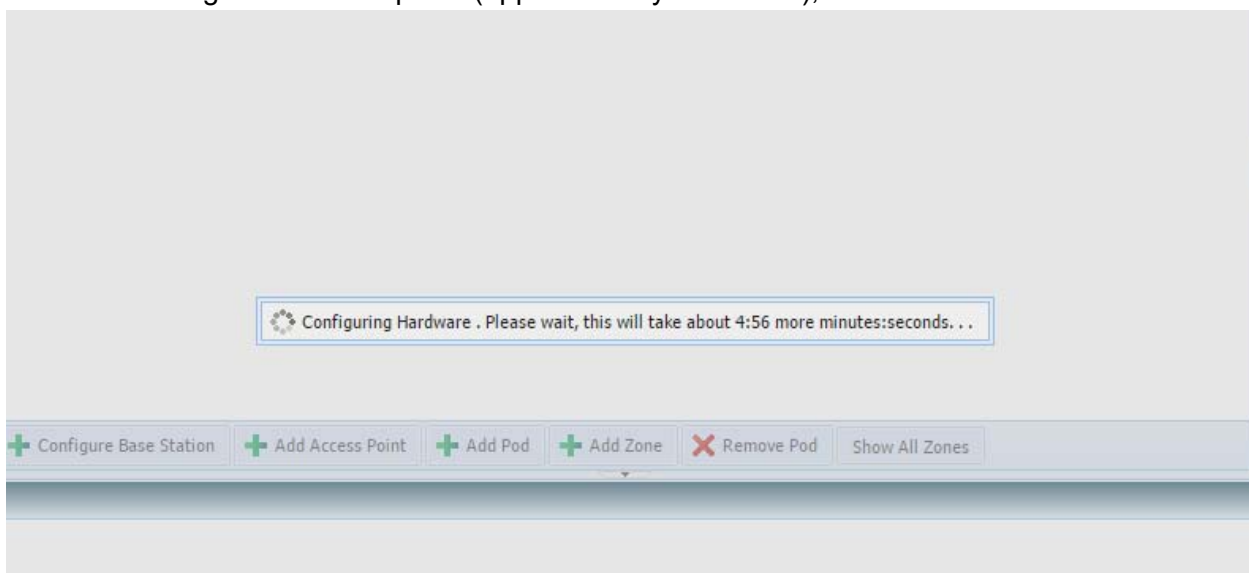 Configuring Hardware . Please wait, this will take about 4:56 more minutes:seconds. . .
Configure Base Station Add Access Point Add Pod Add Zone Remove Pod Show All Zones